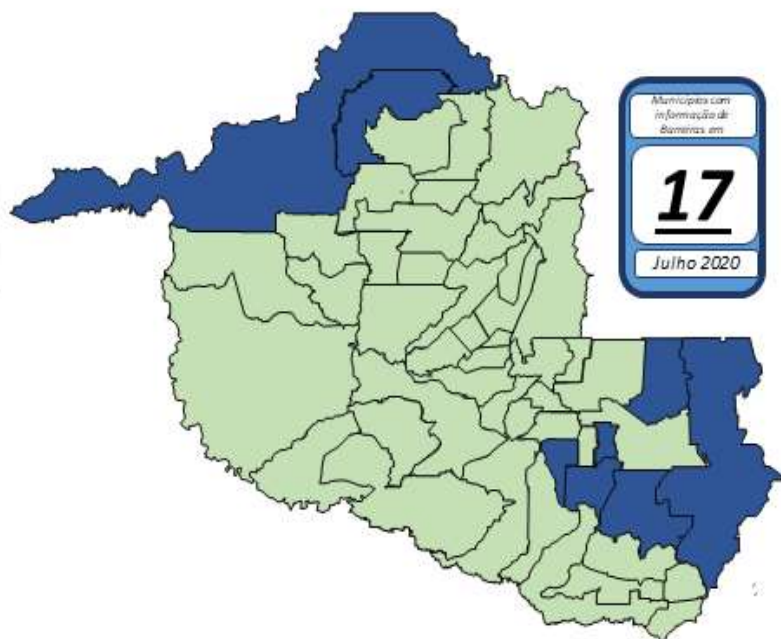 Municípios com
informação de
Barreiras em
17
Julho 2020